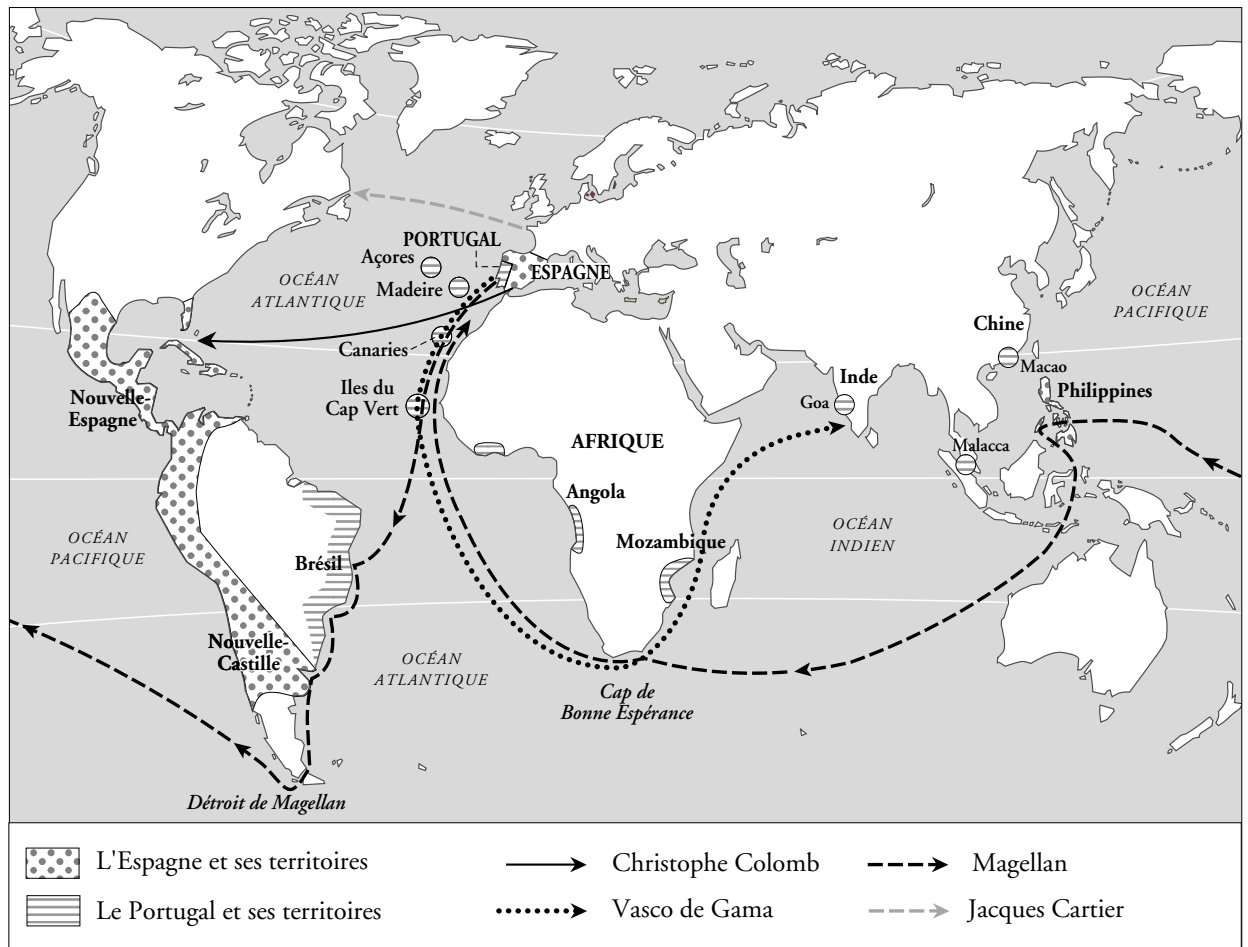 PORTUGAL
Açores
ESPAGNE
OCÉAN
ATLANTIQUE
Madeire
OCÉAN
PACIFIQUE
Chine
Canaries
Macao
Nouvelle-
Espagne
Iles du
Cap Vert
Inde
Goa
Philippines
AFRIQUE
Malacca
Angola
OCÉAN
PACIFIQUE
Brésil
Mozambique
OCÉAN
INDIEN
Nouvelle-
Castille
OCÉAN
ATLANTIQUE
Cap de
Bonne Espérance
Détroit de Magellan
L'Espagne et ses territoires
Christophe Colomb
Magellan
Le Portugal et ses territoires
Vasco de Gama
Jacques Cartier